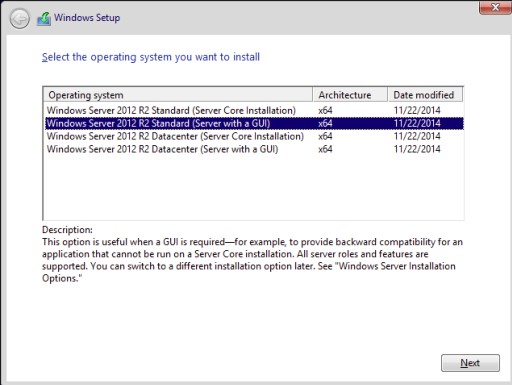 Windows Setup
Select the operating system you want to install
Operating system Architecture Date modified
Windows Server 2012 R2 Standard (Server Core Installation) x64 11/22/2014
Windows Server 2012 R2 Standard (Server with a GUI) x64 11/22/2014
Windows Server 2012 R2 Datacenter (Server Core Installation) x64 11/22/2014
Windows Server 2012 R2 Datacenter (Server with a GUI) x64 11/22/2014
Description:
This option is useful when a GUI is required—for example, to provide backward compatibility for an
application that cannot be run on a Server Core installation. All server roles and features are
supported. You can switch to a different installation option later. See "Windows Server Installation
Options."
Next